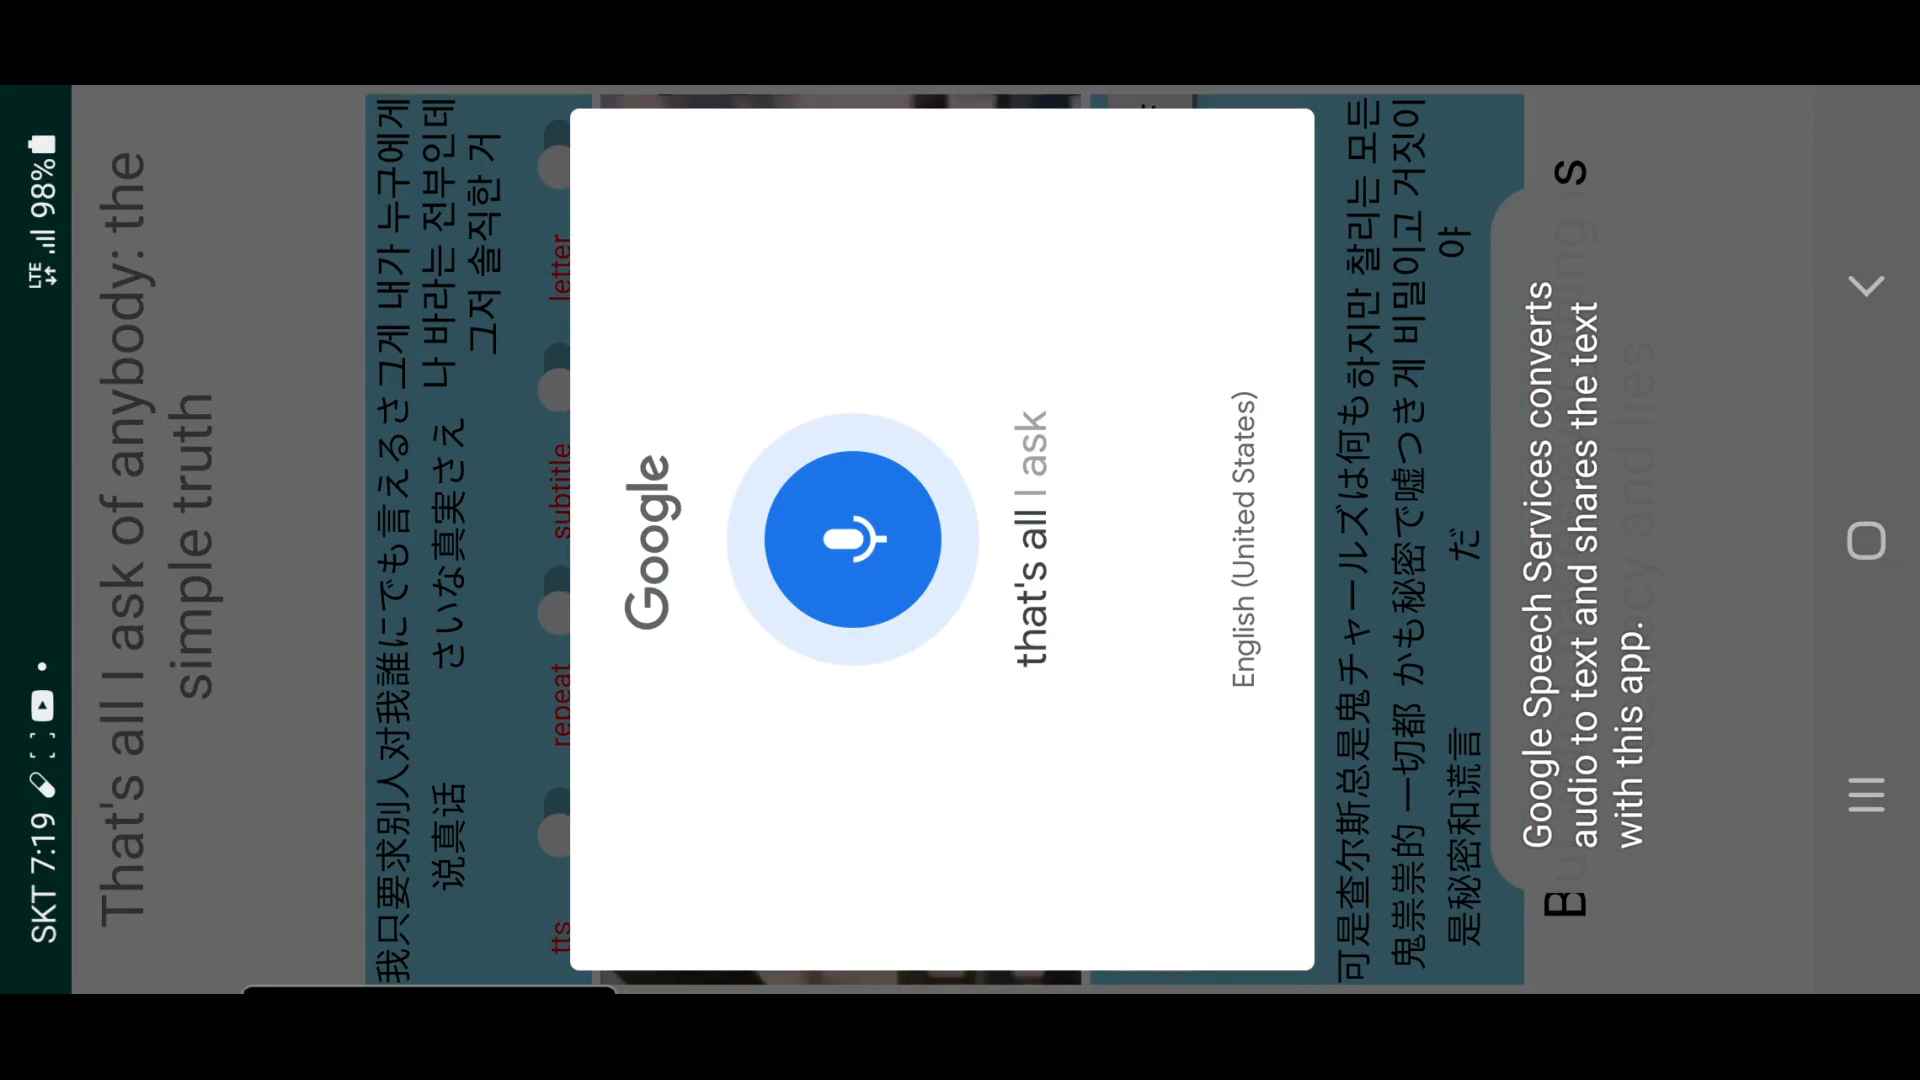 SKT 7:19
LTE
98%
That's all I ask of anybody: the
simple truth
我只要求别人对我
说真话
誰にでも言えるさ
さいな真実さえ
그게 내가 누구에게
나 바라는 전부인데
그저 솔직한 거
tts
repeat
subtitle
letter
Google
that's all I ask
English (United States)
可是查尔斯总是鬼
鬼祟祟的 一切都
是秘密和谎言
チャールズは何も
かも秘密で嘘つき
だ
하지만 찰리는 모든
게 비밀이고 거짓이
야
B
s
cy and lies
Google Speech Services converts
audio to text and shares the text
with this app.